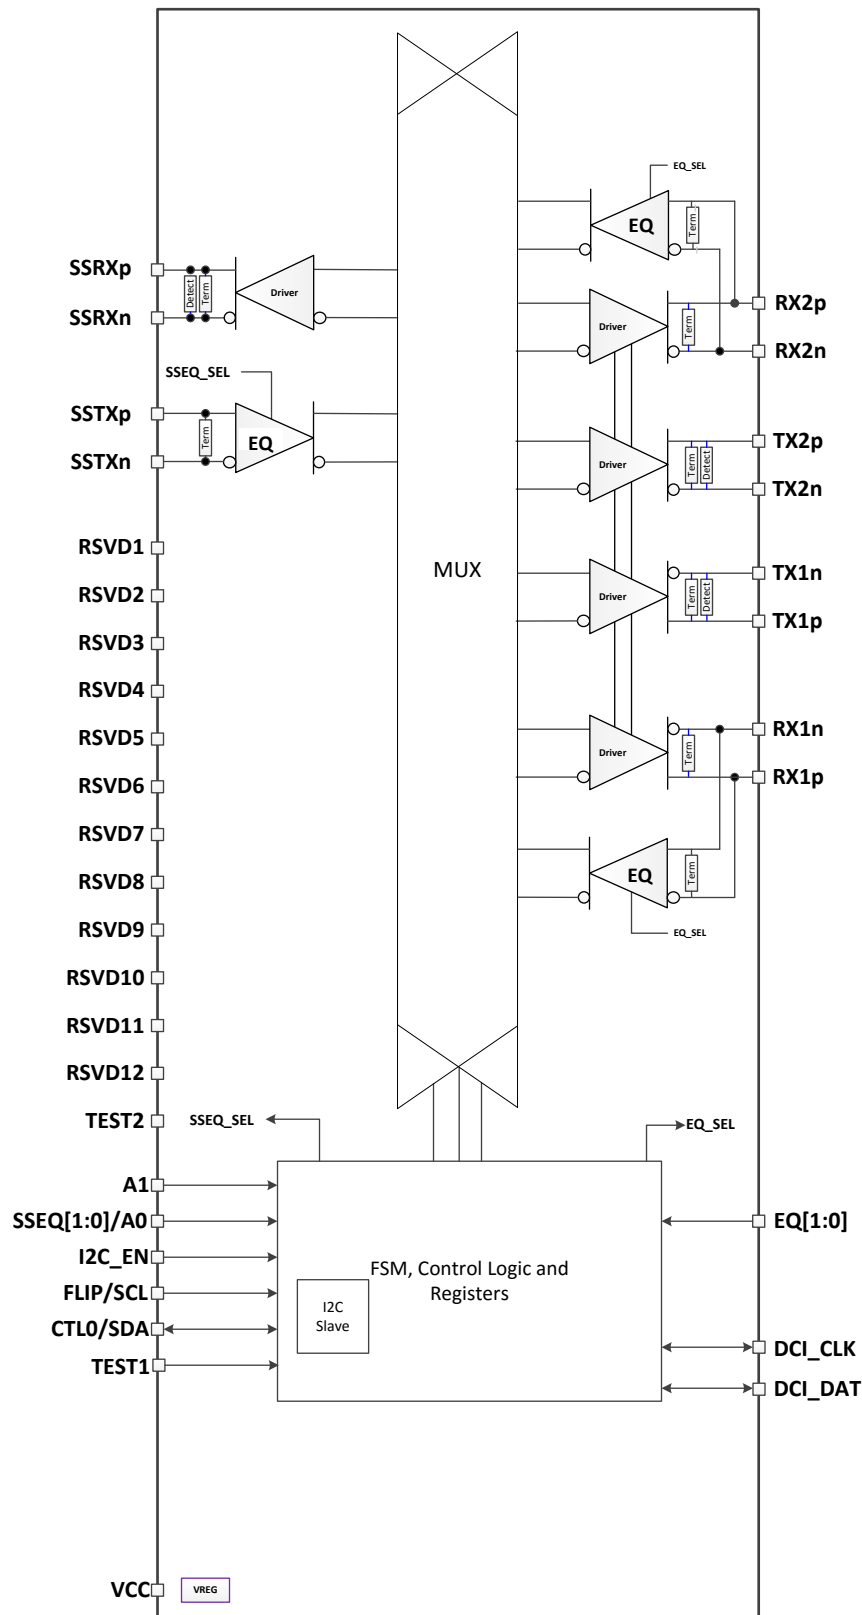 EQ_SEL
EQ
Term
SSRXp
SSRXn
Detect
Term
Driver
Driver
Term
RX2p
RX2n
SSEQ_SEL
SSTXp
SSTXn
Term
EQ
Driver
Term
Detect
TX2p
TX2n
RSVD1
RSVD2
RSVD3
RSVD4
RSVD5
RSVD6
RSVD7
RSVD8
RSVD9
RSVD10
RSVD11
RSVD12
TEST2
MUX
Driver
Term
Detect
TX1n
TX1p
Driver
Term
RX1n
RX1p
EQ
Term
EQ_SEL
SSEQ_SEL
EQ_SEL
A1
SSEQ[1:0]/A0
I2C_EN
FLIP/SCL
CTL0/SDA
TEST1
FSM, Control Logic and
Registers
I2C
Slave
EQ[1:0]
DCI_CLK
DCI_DAT
VCC
VREG